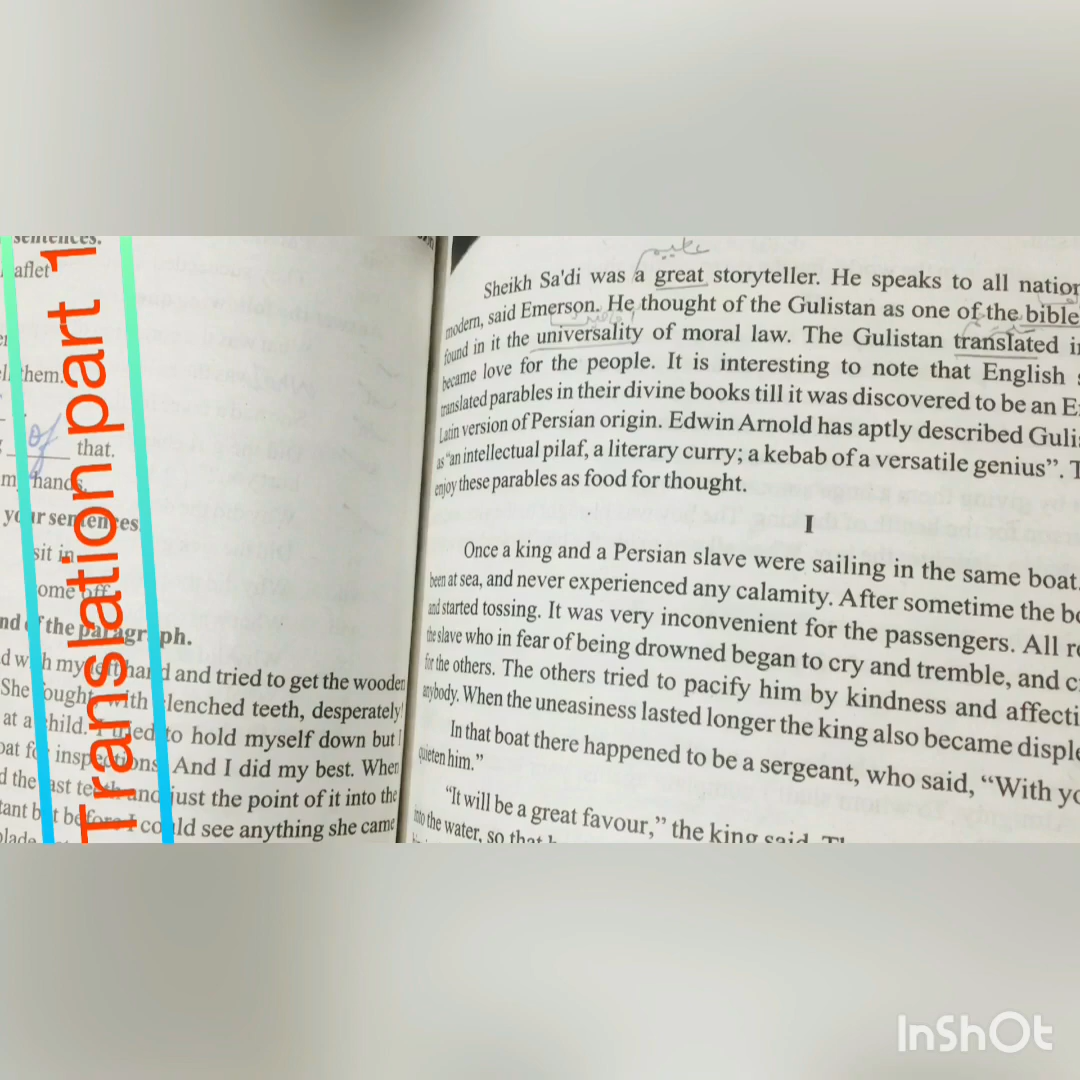 sentences.
aflet
them.
of that.
my hands.
your sentences
sit in
come off
of the paragraph.
with my left hand and tried to get the wooden
She fought with clenched teeth, desperately
at a child. I tried to hold myself down but I
inspections. And I did my best. When
the last teeth and just the point of it into the
but before I could see anything she came
Translation part 1
عظیم
Sheikh Sa'di was a great storyteller. He speaks to all
modern, said Emerson. He thought of the Gulistan as one of the bible
found in it the universality of moral law. The Gulistan translated
became love for the people. It is interesting to note that English
translated parables in their divine books till it was discovered to be an
Latin version of Persian origin. Edwin Arnold has aptly described
as "an intellectual pilaf, a literary curry; a kebab of a versatile genius".
enjoy these parables as food for thought.
I
Once a king and a Persian slave were sailing in the same boat.
been at sea, and never experienced any calamity. After sometime the
and started tossing. It was very inconvenient for the passengers. All
the slave who in fear of being drowned began to cry and tremble, and
for the others. The others tried to pacify him by kindness and
anybody. When the uneasiness lasted longer the king also became
In that boat there happened to be a sergeant, who said, "With
quieten him."
"It will be a great favour," the king said.
into the water, so that
InShOt